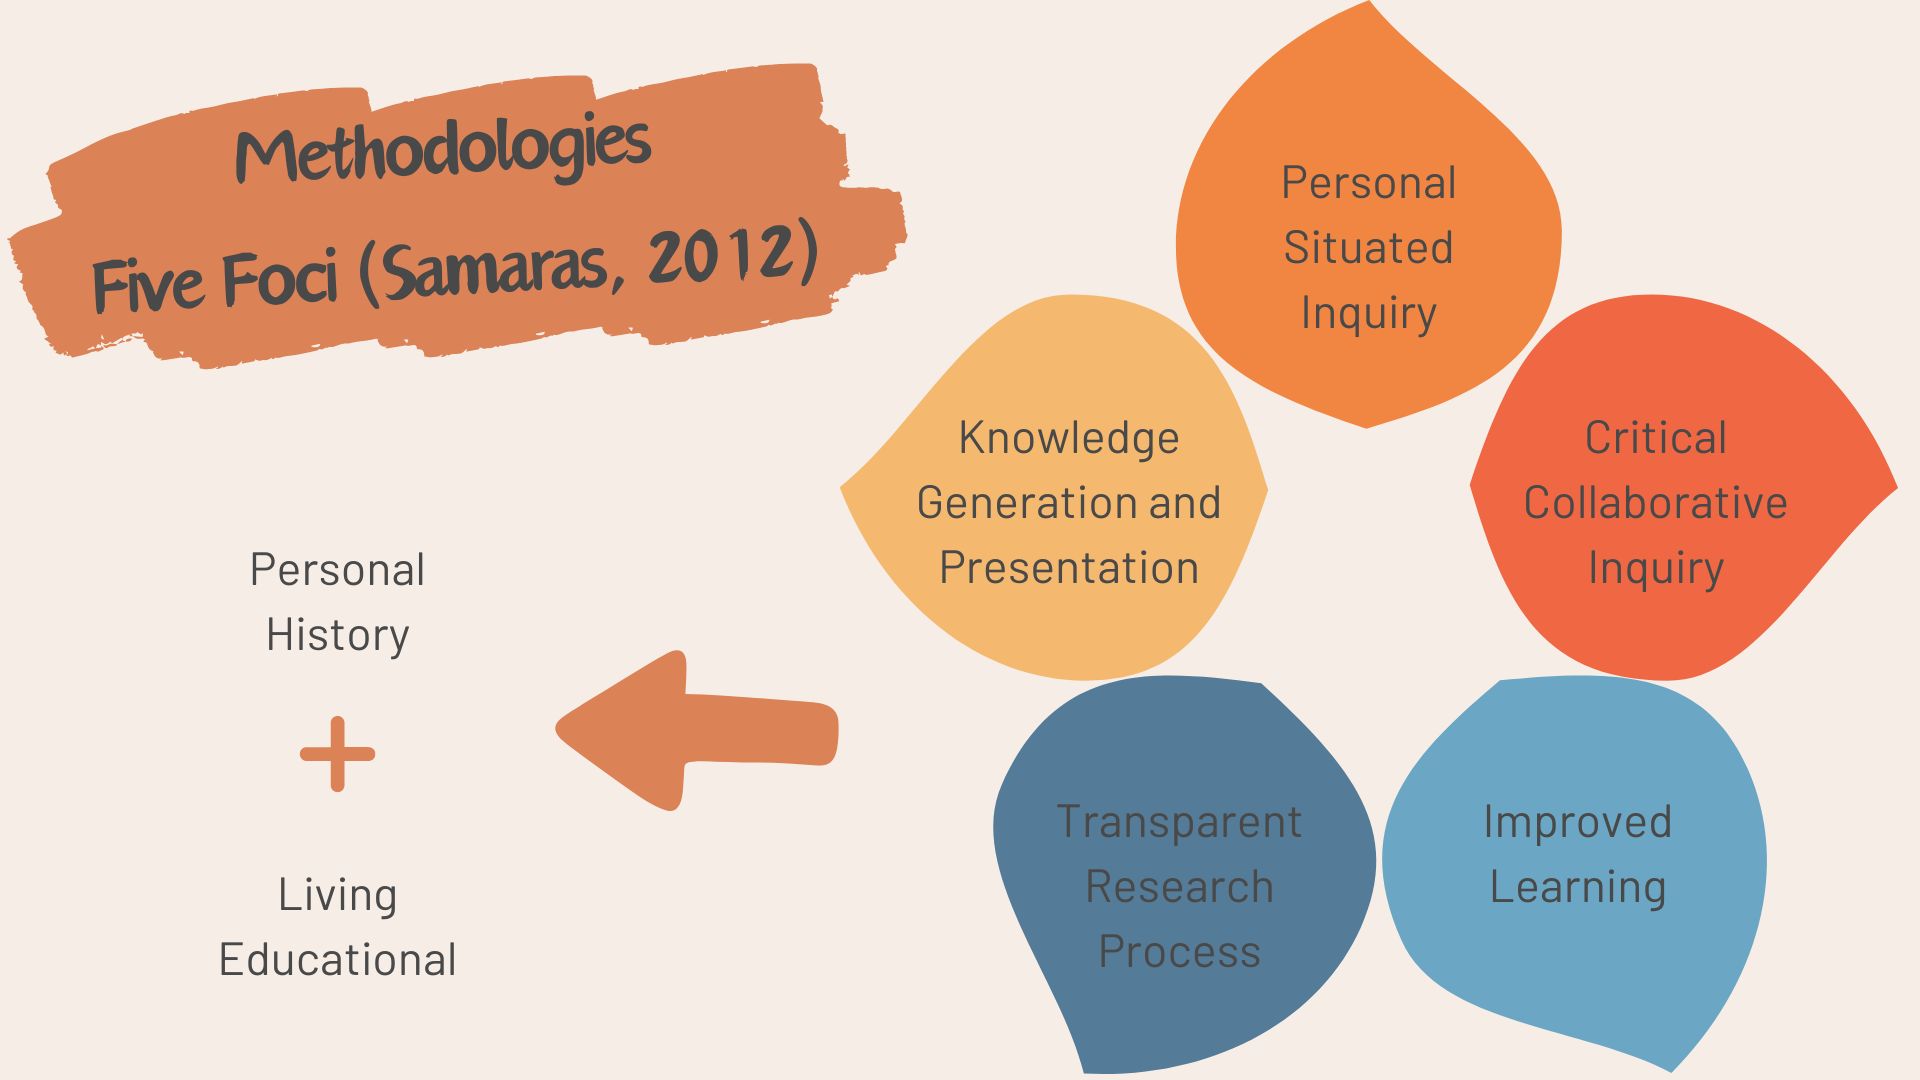 Methodologies
Five Foci (Samaras, 2012)
Personal
Situated
Inquiry
Critical
Collaborative
Inquiry
Improved
Learning
Transparent
Research
Process
Knowledge
Generation and
Presentation
Personal
History
+
Living
Educational